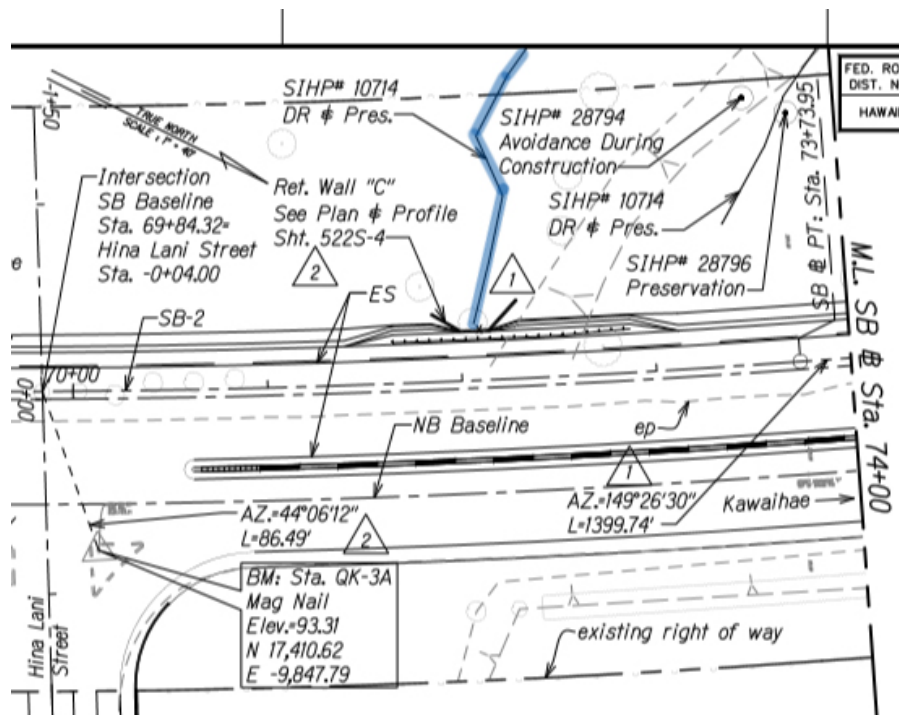 FED. RO
DIST. N
HAWAI
-1+50
TRUE NORTH
SCALE : 1" = 40'
SIHP# 10714
DR & Pres.
SIHP# 28794
Avoidance During
Construction
SIHP# 10714
DR & Pres.
SIHP# 28796
Preservation
SB ⅊ PT: Sta. 73+73.95
Intersection
SB Baseline
Sta. 69+84.32=
Hina Lani Street
Sta. -0+04.00
Ret. Wall "C"
See Plan & Profile
Sht. 522S-4
2
1
e
ES
SB-2
M.L. SB ⅊ Sta. 74+00
0+00
70+00
NB Baseline
ep
1
AZ.=44°06'12"
L=86.49'
2
AZ.=149°26'30"
L=1399.74'
Kawaihae
BM: Sta. QK-3A
Mag Nail
Elev.=93.31
N 17,410.62
E -9,847.79
existing right of way
Hina Lani
Street